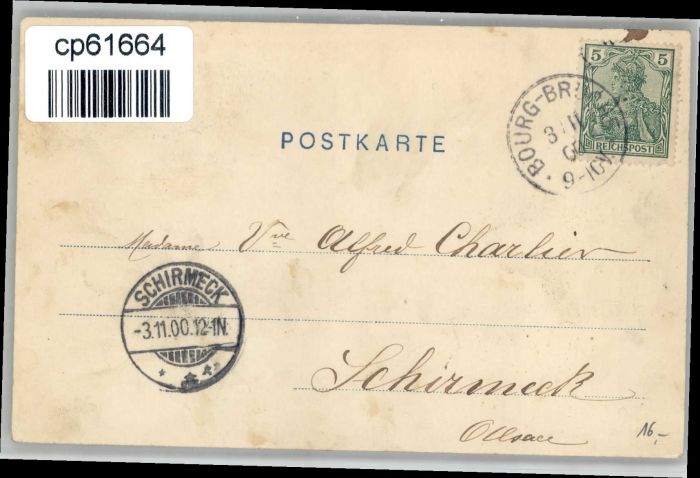 cp61664
5 5
REICHSPOST
BOURG-BR
3 11
9-10V.
POSTKARTE
Madame Vve Alfred Charlier
SCHIRMECK
-3.11.00.12-1N.
Schirmeck
Alsace
16,-